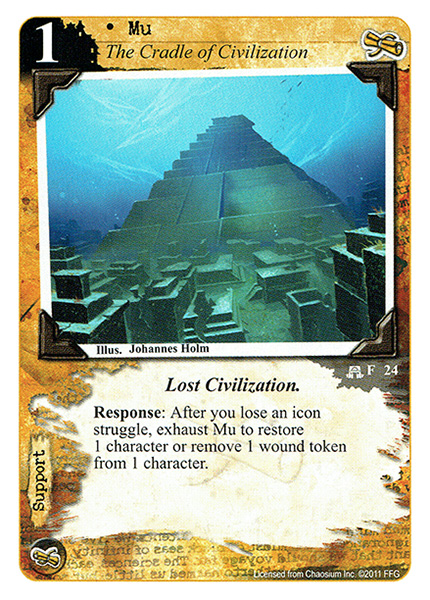 1
• Mu
The Cradle of Civilization
Illus. Johannes Holm
F 24
Lost Civilization.
Response: After you lose an icon
struggle, exhaust Mu to restore
1 character or remove 1 wound token
from 1 character.
Support
Licensed from Chaosium Inc. ©2011 FFG